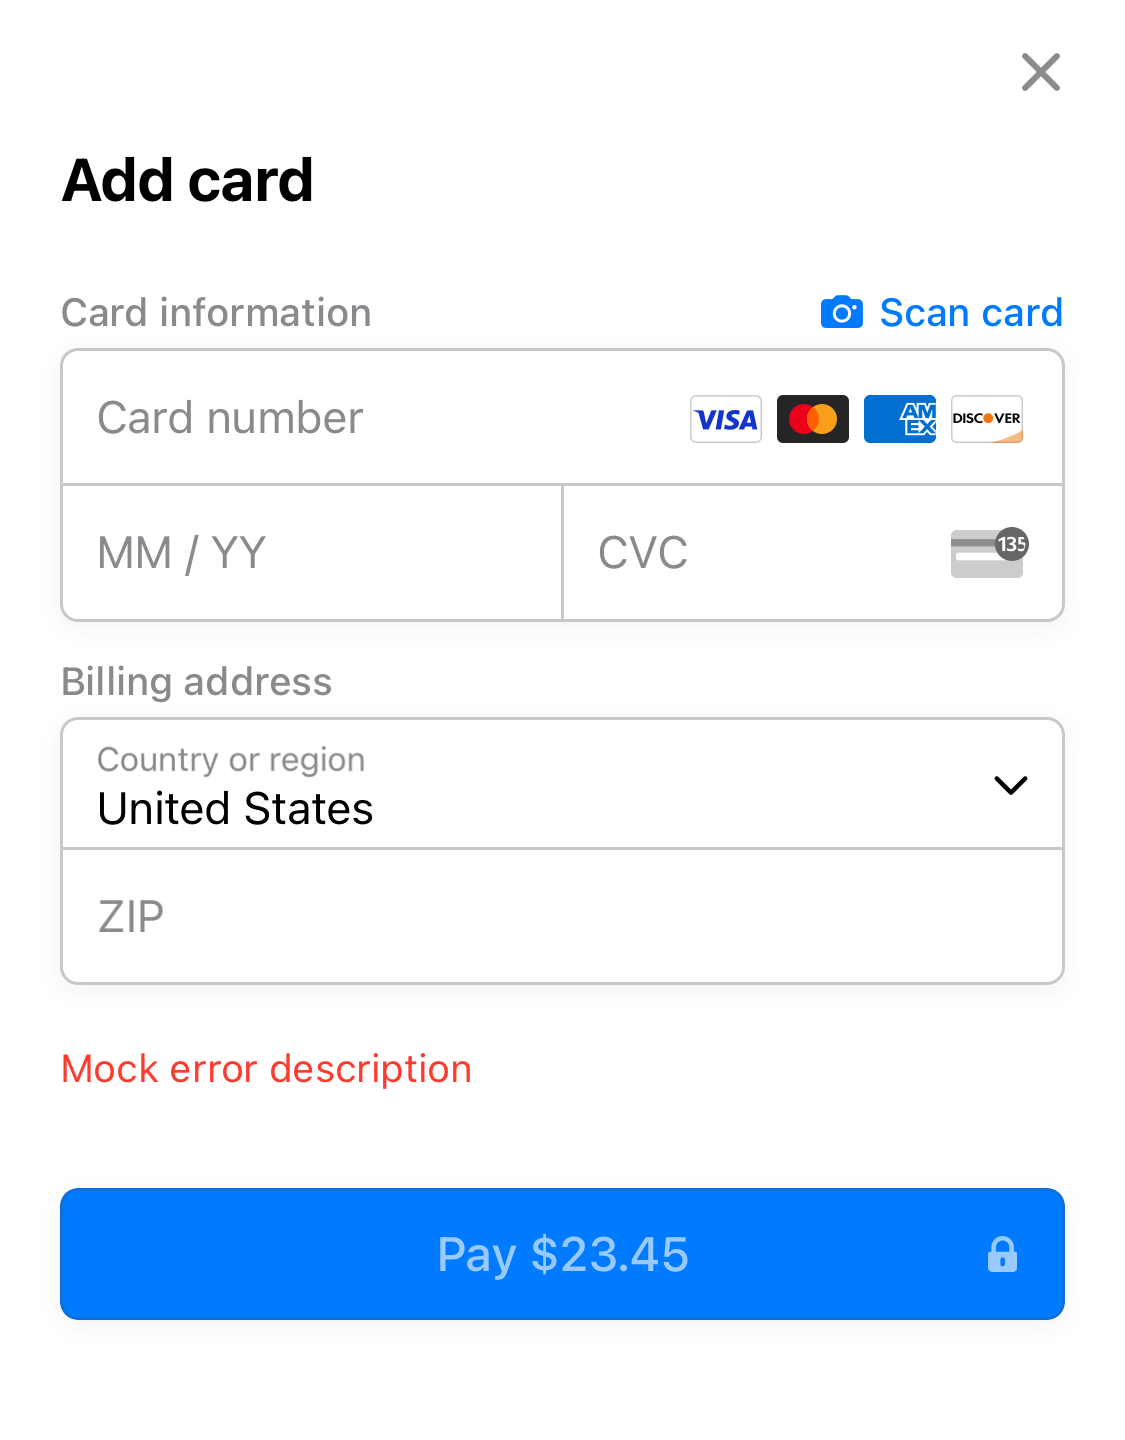 Add card
Card information
Scan card
Card number
VISA
AM
EX
DISCOVER
MM / YY
CVC
135
Billing address
Country or region
United States
ZIP
Mock error description
Pay $23.45